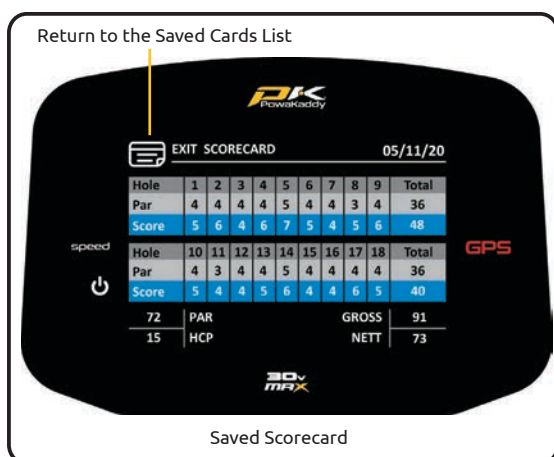 Return to the Saved Cards List
PK
PowaKaddy
EXIT SCORECARD 05/11/20
Hole 1 2 3 4 5 6 7 8 9 Total
Par 4 4 4 4 5 4 4 3 4 36
Score 5 6 4 6 7 5 4 5 6 48
speed
GPS
Hole 10 11 12 13 14 15 16 17 18 Total
Par 4 3 4 4 5 4 4 4 4 36
Score 5 4 4 5 6 4 4 6 5 40
72 PAR GROSS 91
15 HCP NETT 73
30v
MAX
Saved Scorecard